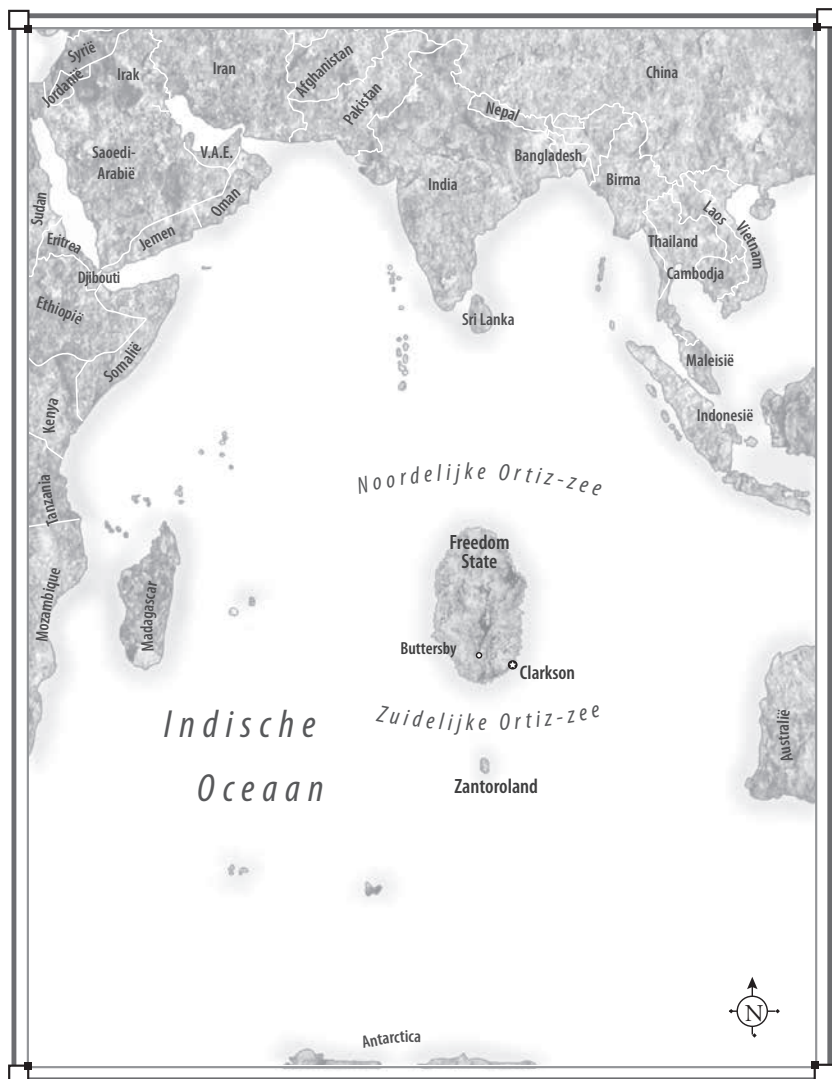 Syrië
Jordanië
Irak
Iran
Afghanistan
Pakistan
China
Nepal
Saoedi-
Arabië
V.A.E.
Oman
Jemen
India
Bangladesh
Birma
Laos
Vietnam
Thailand
Cambodja
Sudan
Eritrea
Djibouti
Ethiopië
Somalië
Sri Lanka
Maleisië
Indonesië
Kenya
Tanzania
Mozambique
Madagascar
Noordelijke Ortiz-zee
Freedom
State
Buttersby
Clarkson
Zuidelijke Ortiz-zee
Indische
Oceaan
Zantoroland
Australië
N
Antarctica